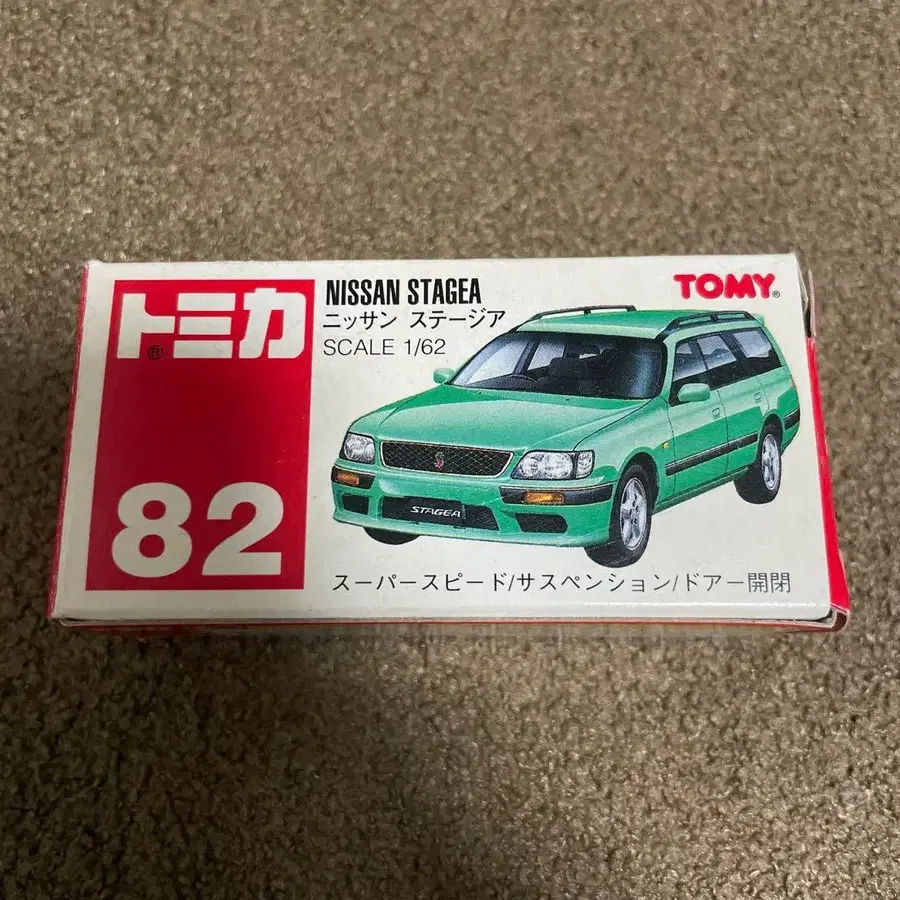 トミカ®
82
NISSAN STAGEA
ニッサン ステージア
SCALE 1/62
TOMY®
STAGEA
スーパースピード/サスペンション/ドアー開閉